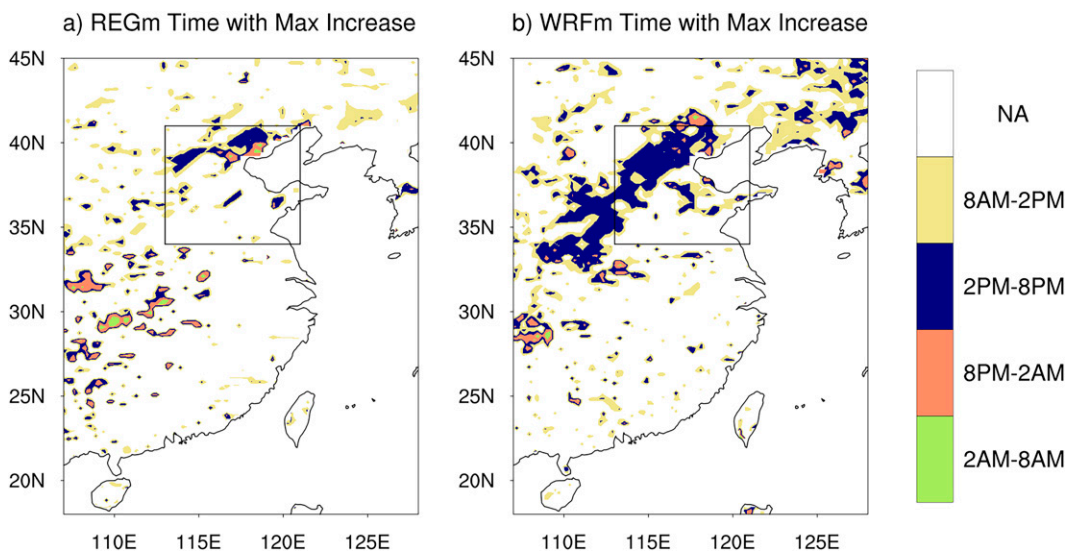 a) REGm Time with Max Increase
b) WRFm Time with Max Increase
45N
40N
35N
30N
25N
20N
110E 115E 120E 125E
45N
40N
35N
30N
25N
20N
110E 115E 120E 125E
NA
8AM-2PM
2PM-8PM
8PM-2AM
2AM-8AM